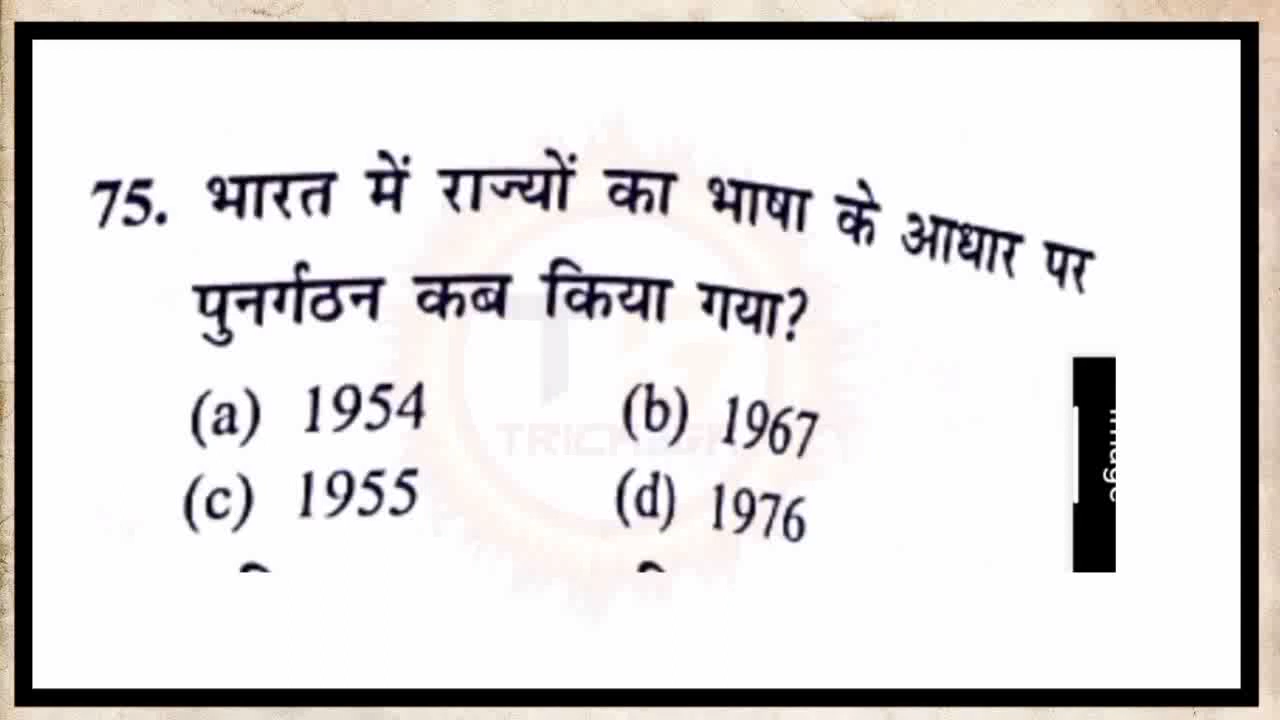 75. भारत में राज्यों का भाषा के आधार पर
पुनर्गठन कब किया गया?
(a) 1954 (b) 1967
(c) 1955 (d) 1976